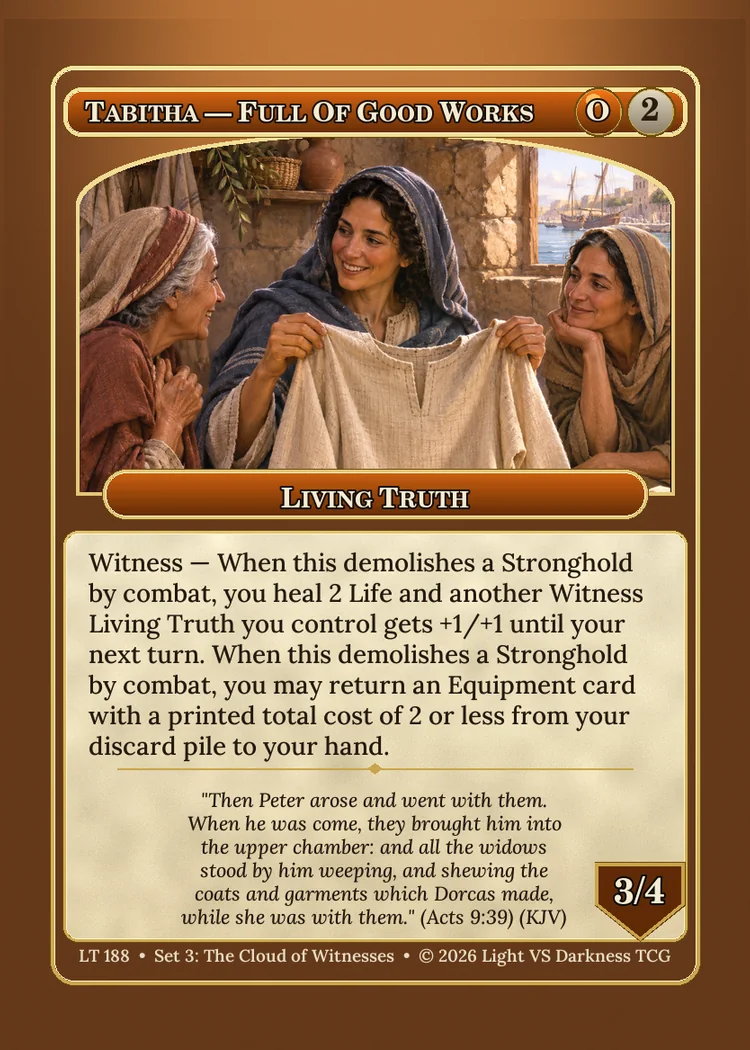 Tabitha — Full Of Good Works O 2
Living Truth
Witness — When this demolishes a Stronghold
by combat, you heal 2 Life and another Witness
Living Truth you control gets +1/+1 until your
next turn. When this demolishes a Stronghold
by combat, you may return an Equipment card
with a printed total cost of 2 or less from your
discard pile to your hand.
"Then Peter arose and went with them.
When he was come, they brought him into
the upper chamber: and all the widows
stood by him weeping, and shewing the
coats and garments which Dorcas made,
while she was with them." (Acts 9:39) (KJV)
3/4
LT 188 • Set 3: The Cloud of Witnesses • © 2026 Light VS Darkness TCG